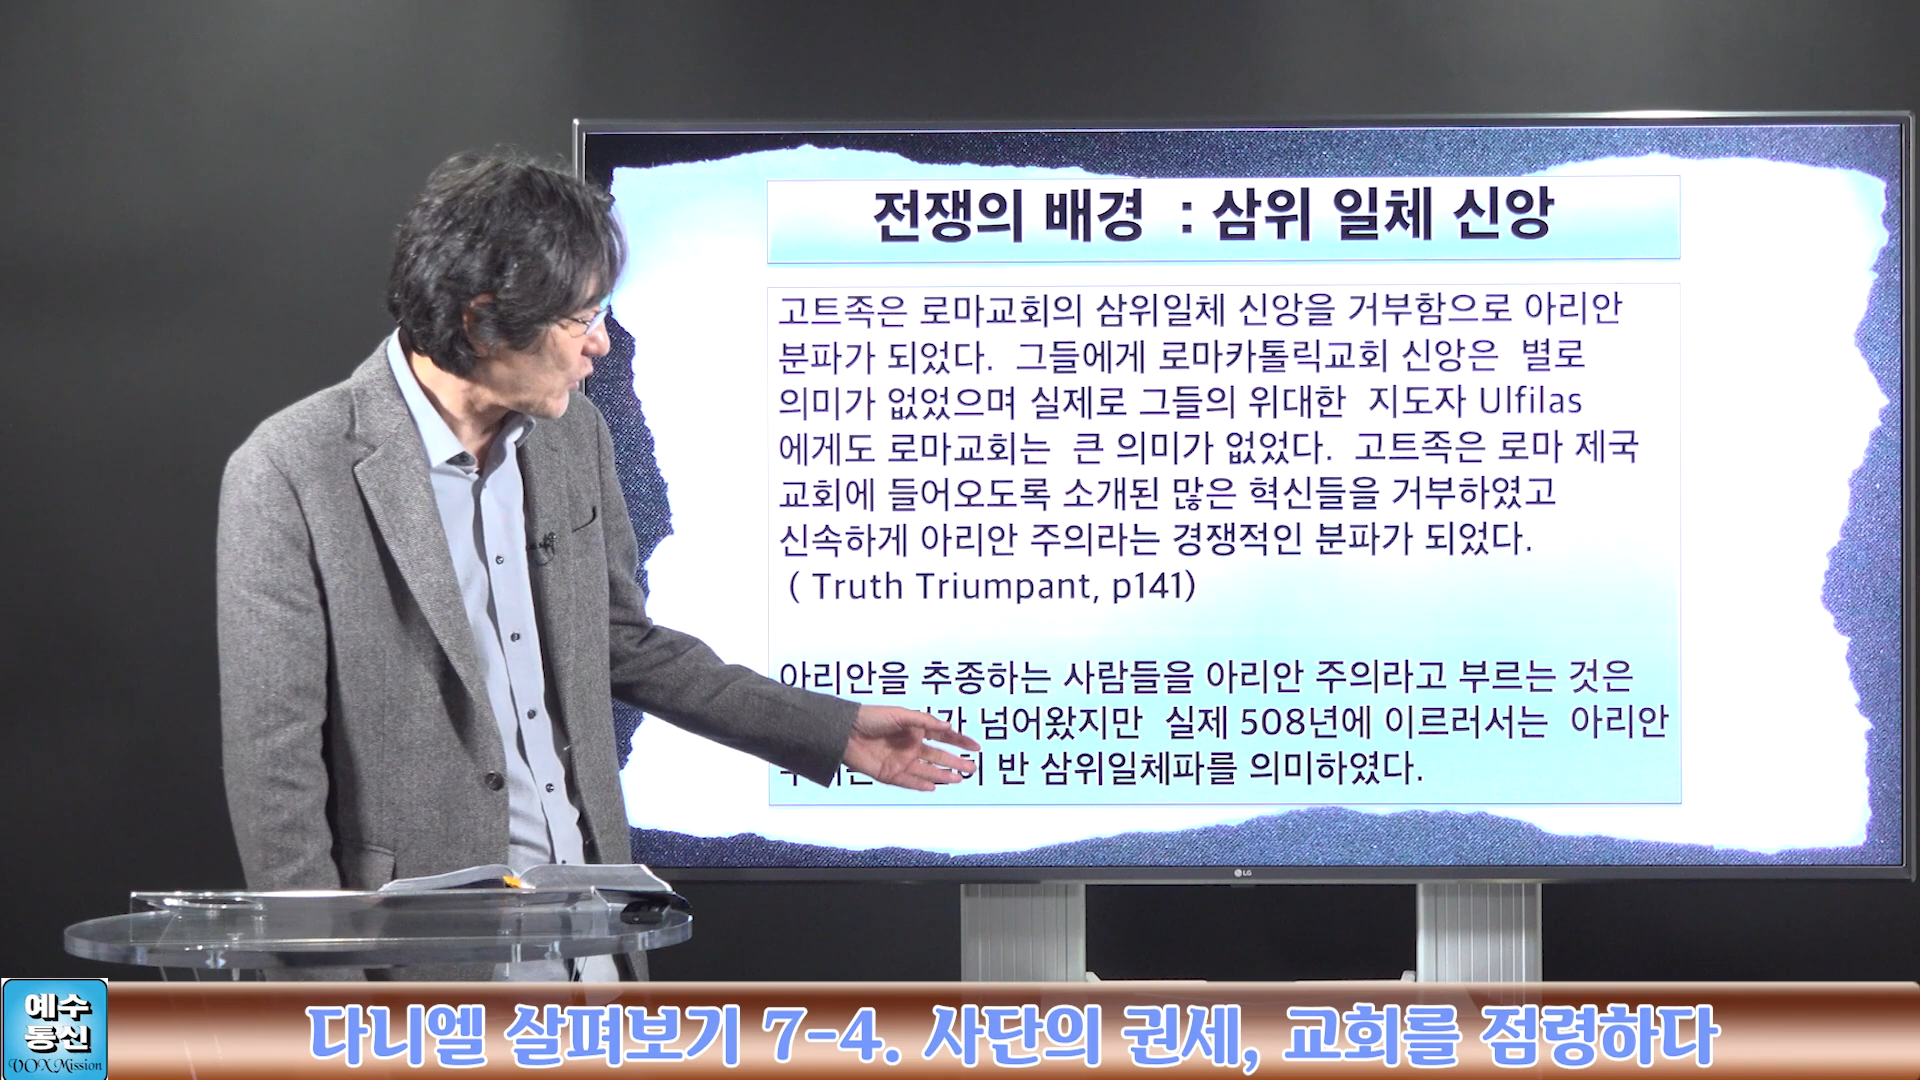 전쟁의 배경 : 삼위 일체 신앙
고트족은 로마교회의 삼위일체 신앙을 거부함으로 아리안
분파가 되었다. 그들에게 로마카톨릭교회 신앙은 별로
의미가 없었으며 실제로 그들의 위대한 지도자 Ulfilas
에게도 로마교회는 큰 의미가 없었다. 고트족은 로마 제국
교회에 들어오도록 소개된 많은 혁신들을 거부하였고
신속하게 아리안 주의라는 경쟁적인 분파가 되었다.
( Truth Triumpant, p141)
아리안을 추종하는 사람들을 아리안 주의라고 부르는 것은
넘어왔지만 실제 508년에 이르러서는 아리안
반 삼위일체파를 의미하였다.
LG
예수
통신
VOX Mission
다니엘 살펴보기 7-4. 사단의 권세, 교회를 점령하다